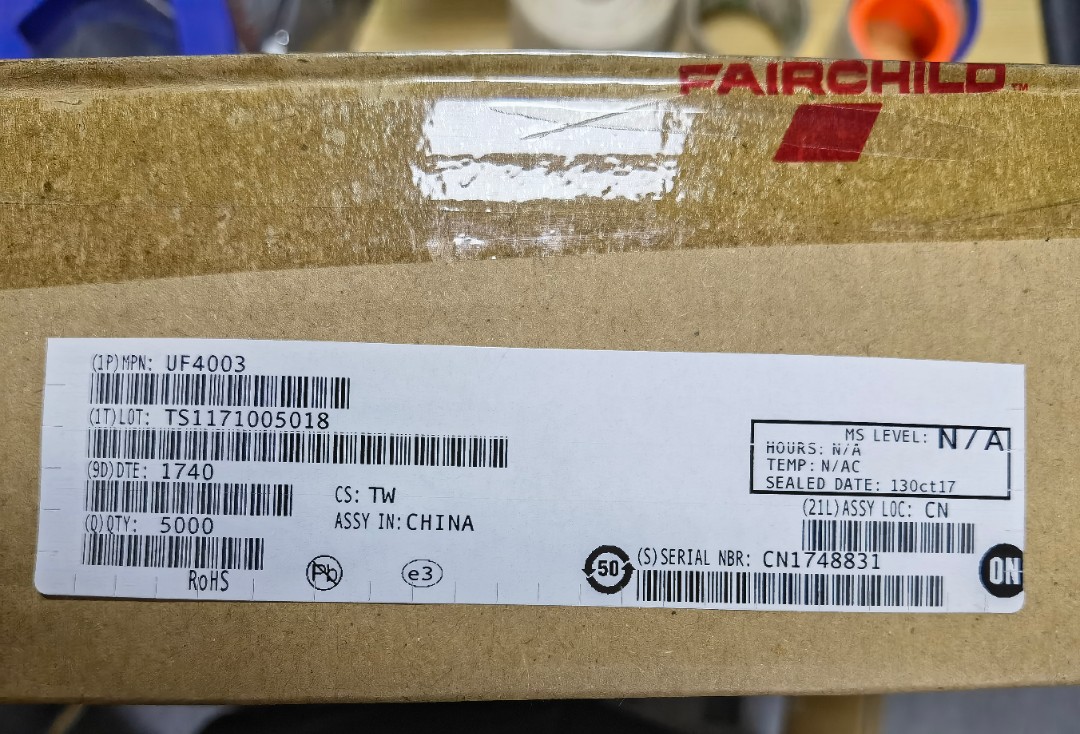 FAIRCHILD™
(1P)MPN: UF4003
(1T)LOT: TS1171005018
(9D)DTE: 1740
(Q)QTY: 5000
RoHS
CS: TW
ASSY IN: CHINA
Pb
e3
MS LEVEL: N/A
HOURS: N/A
TEMP: N/AC
SEALED DATE: 13Oct17
(21L)ASSY LOC: CN
50
(S)SERIAL NBR: CN1748831
ON